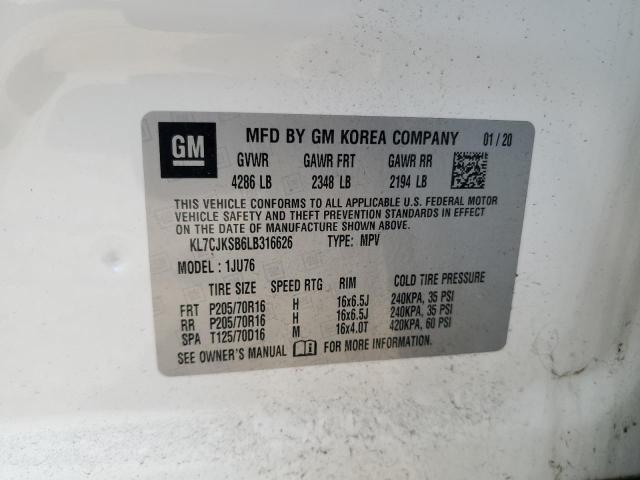 GM
MFD BY GM KOREA COMPANY 01/20
GVWR GAWR FRT GAWR RR
4286 LB 2348 LB 2194 LB
THIS VEHICLE CONFORMS TO ALL APPLICABLE U.S. FEDERAL MOTOR
VEHICLE SAFETY AND THEFT PREVENTION STANDARDS IN EFFECT ON
THE DATE OF MANUFACTURE SHOWN ABOVE.
KL7CJKSB6LB316626 TYPE: MPV
MODEL: 1JU76
TIRE SIZE SPEED RTG RIM COLD TIRE PRESSURE
FRT P205/70R16 H 16x6.5J 240KPA, 35 PSI
RR P205/70R16 H 16x6.5J 240KPA, 35 PSI
SPA T125/70D16 M 16x4.0T 420KPA, 60 PSI
SEE OWNER'S MANUAL i FOR MORE INFORMATION.